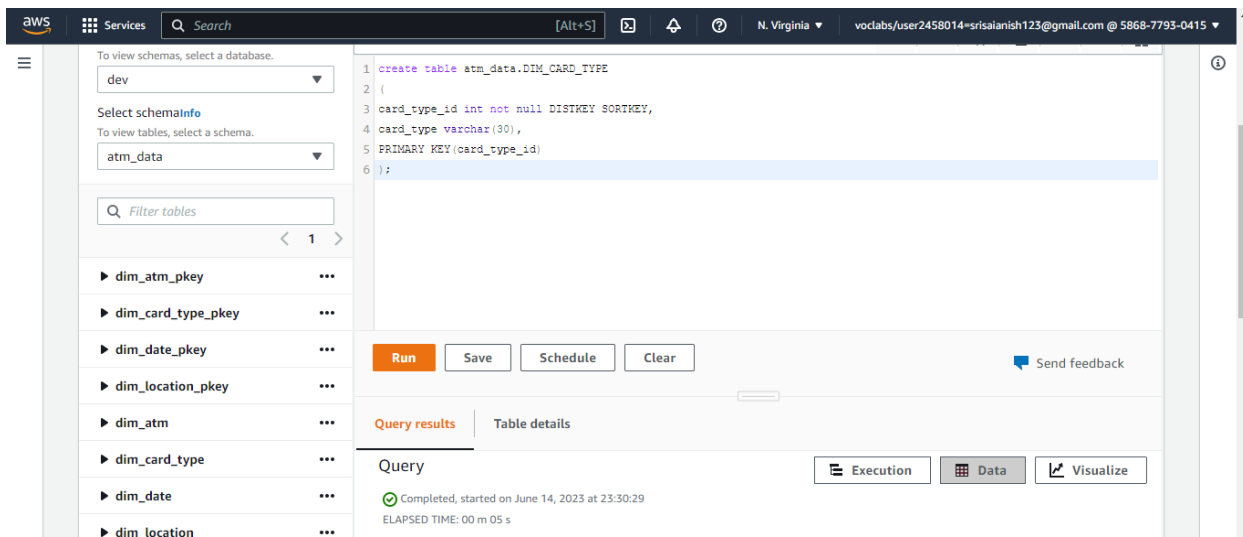 aws
Services
Search
[Alt+S]
N. Virginia
voclabs/user2458014=srisaianish123@gmail.com @ 5868-7793-0415
To view schemas, select a database.
dev
Select schemaInfo
To view tables, select a schema.
atm_data
Filter tables
1
dim_atm_pkey
dim_card_type_pkey
dim_date_pkey
dim_location_pkey
dim_atm
dim_card_type
dim_date
dim_location
1 create table atm_data.DIM_CARD_TYPE
2 (
3 card_type_id int not null DISTKEY SORTKEY,
4 card_type varchar(30),
5 PRIMARY KEY(card_type_id)
6 );
Run
Save
Schedule
Clear
Send feedback
Query results
Table details
Query
Execution
Data
Visualize
Completed, started on June 14, 2023 at 23:30:29
ELAPSED TIME: 00 m 05 s